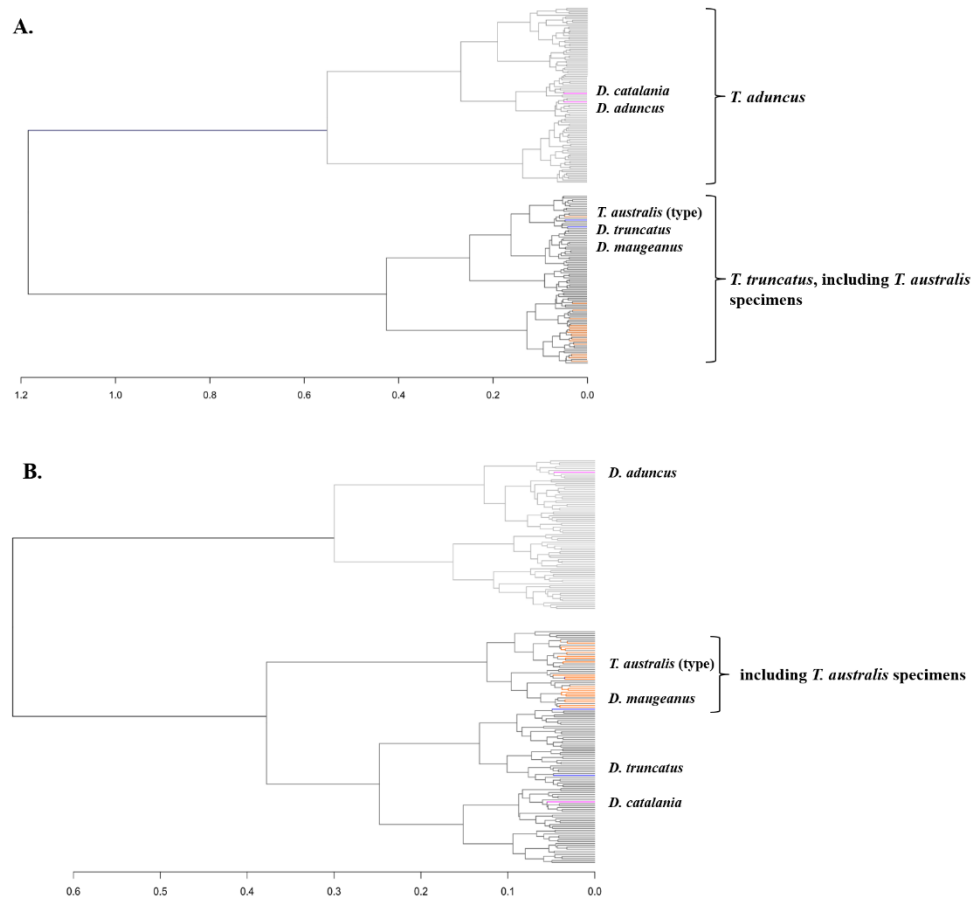 A.
D. catalania
D. aduncus
T. aduncus
T. australis (type)
D. truncatus
D. maugeanus
T. truncatus, including T. australis
specimens
1.2 1.0 0.8 0.6 0.4 0.2 0.0
B.
D. aduncus
T. australis (type)
including T. australis specimens
D. maugeanus
D. truncatus
D. catalania
0.6 0.5 0.4 0.3 0.2 0.1 0.0